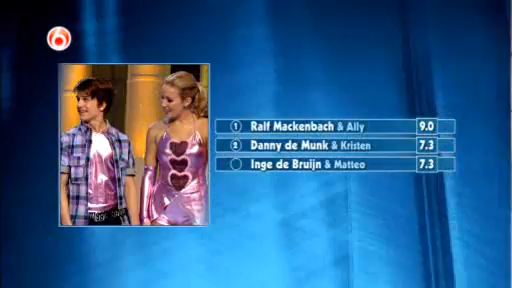 6
1 Ralf Mackenbach & Ally 9.0
2 Danny de Munk & Kristen 7.3
Inge de Bruijn & Matteo 7.3